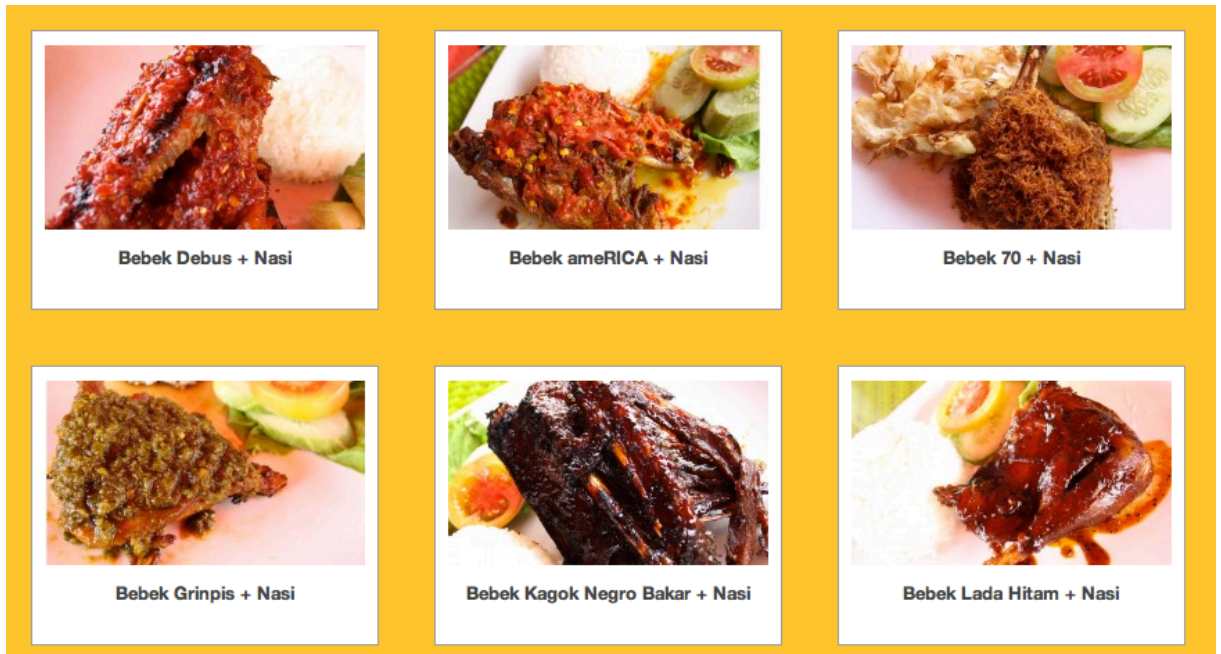 Bebek Debus + Nasi
Bebek ameRICA + Nasi
Bebek 70 + Nasi
Bebek Grinpis + Nasi
Bebek Kagok Negro Bakar + Nasi
Bebek Lada Hitam + Nasi